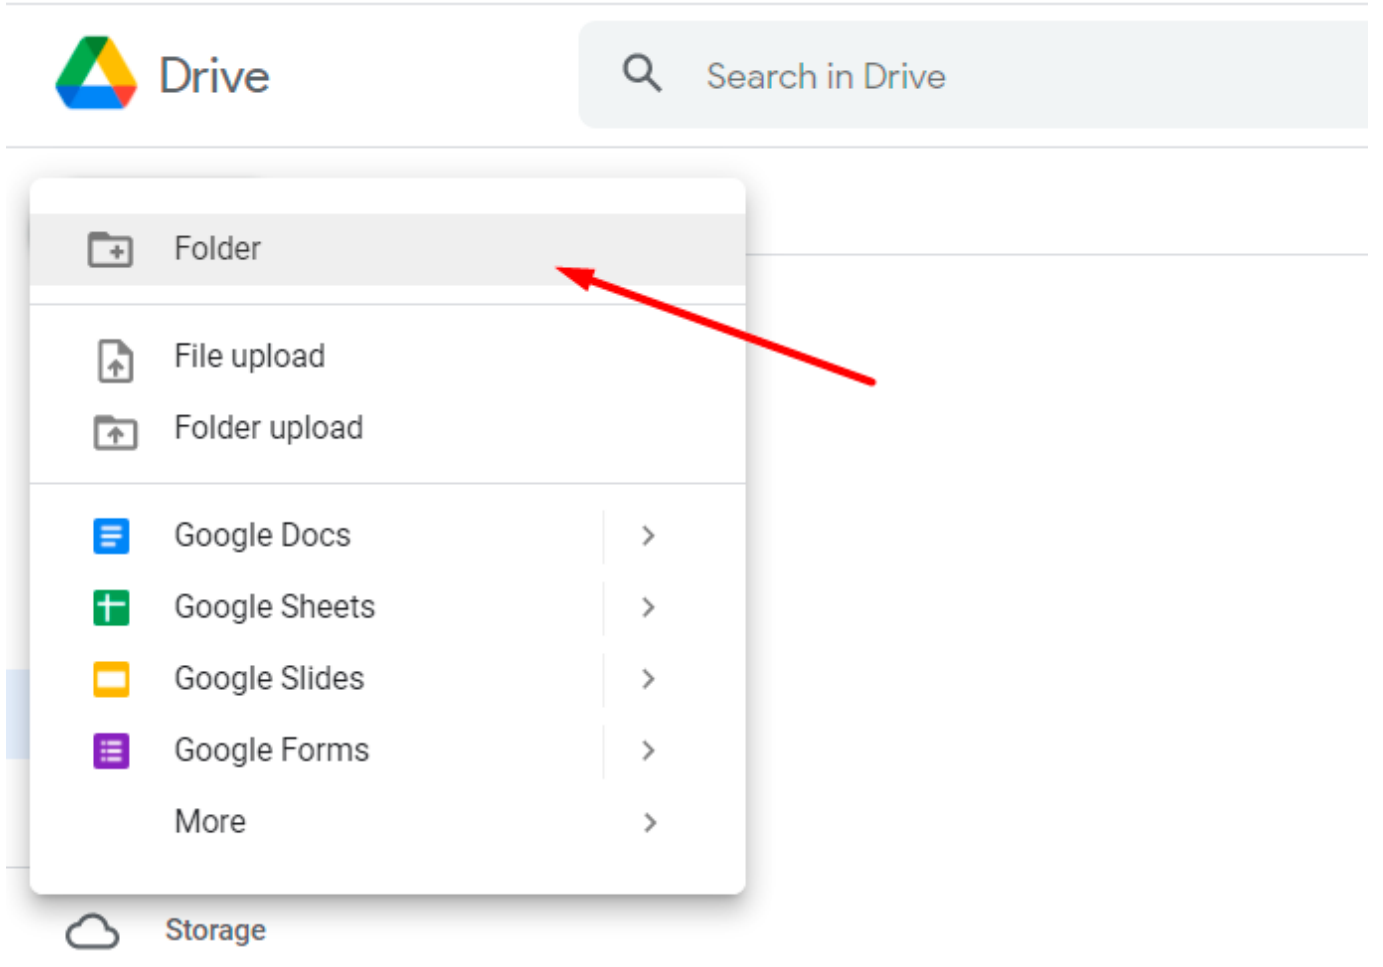 Drive
Search in Drive
Folder
File upload
Folder upload
Google Docs
Google Sheets
Google Slides
Google Forms
More
Storage